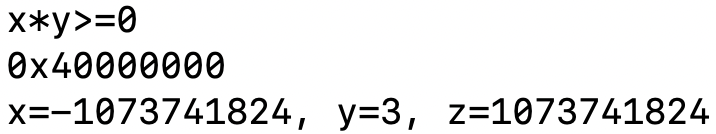 x*y>=0
0x40000000
x=-1073741824, y=3, z=1073741824